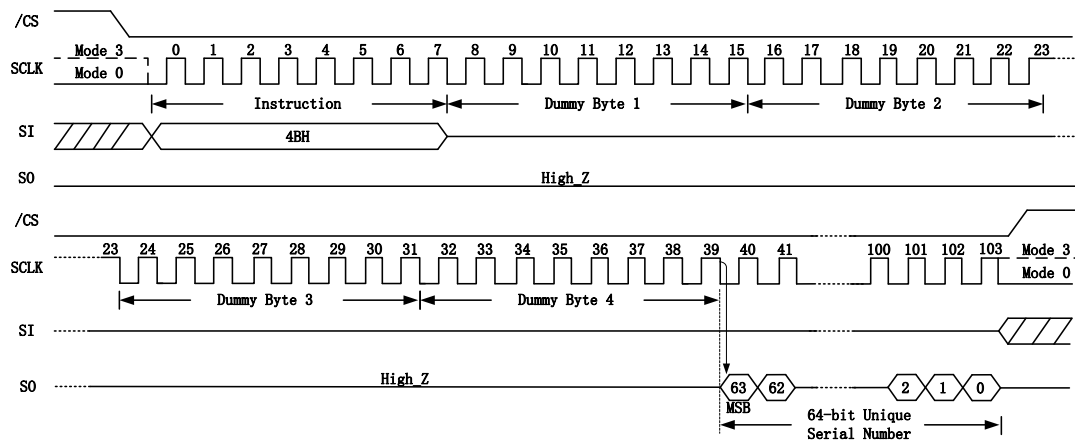 /CS
Mode 3 0 1 2 3 4 5 6 7 8 9 10 11 12 13 14 15 16 17 18 19 20 21 22 23
SCLK
Mode 0
Instruction Dummy Byte 1 Dummy Byte 2
SI 4BH
SO High_Z
/CS
23 24 25 26 27 28 29 30 31 32 33 34 35 36 37 38 39 40 41 100 101 102 103 Mode 3
SCLK
Mode 0
Dummy Byte 3 Dummy Byte 4
SI
SO High_Z 63 62 2 1 0
MSB 64-bit Unique
Serial Number